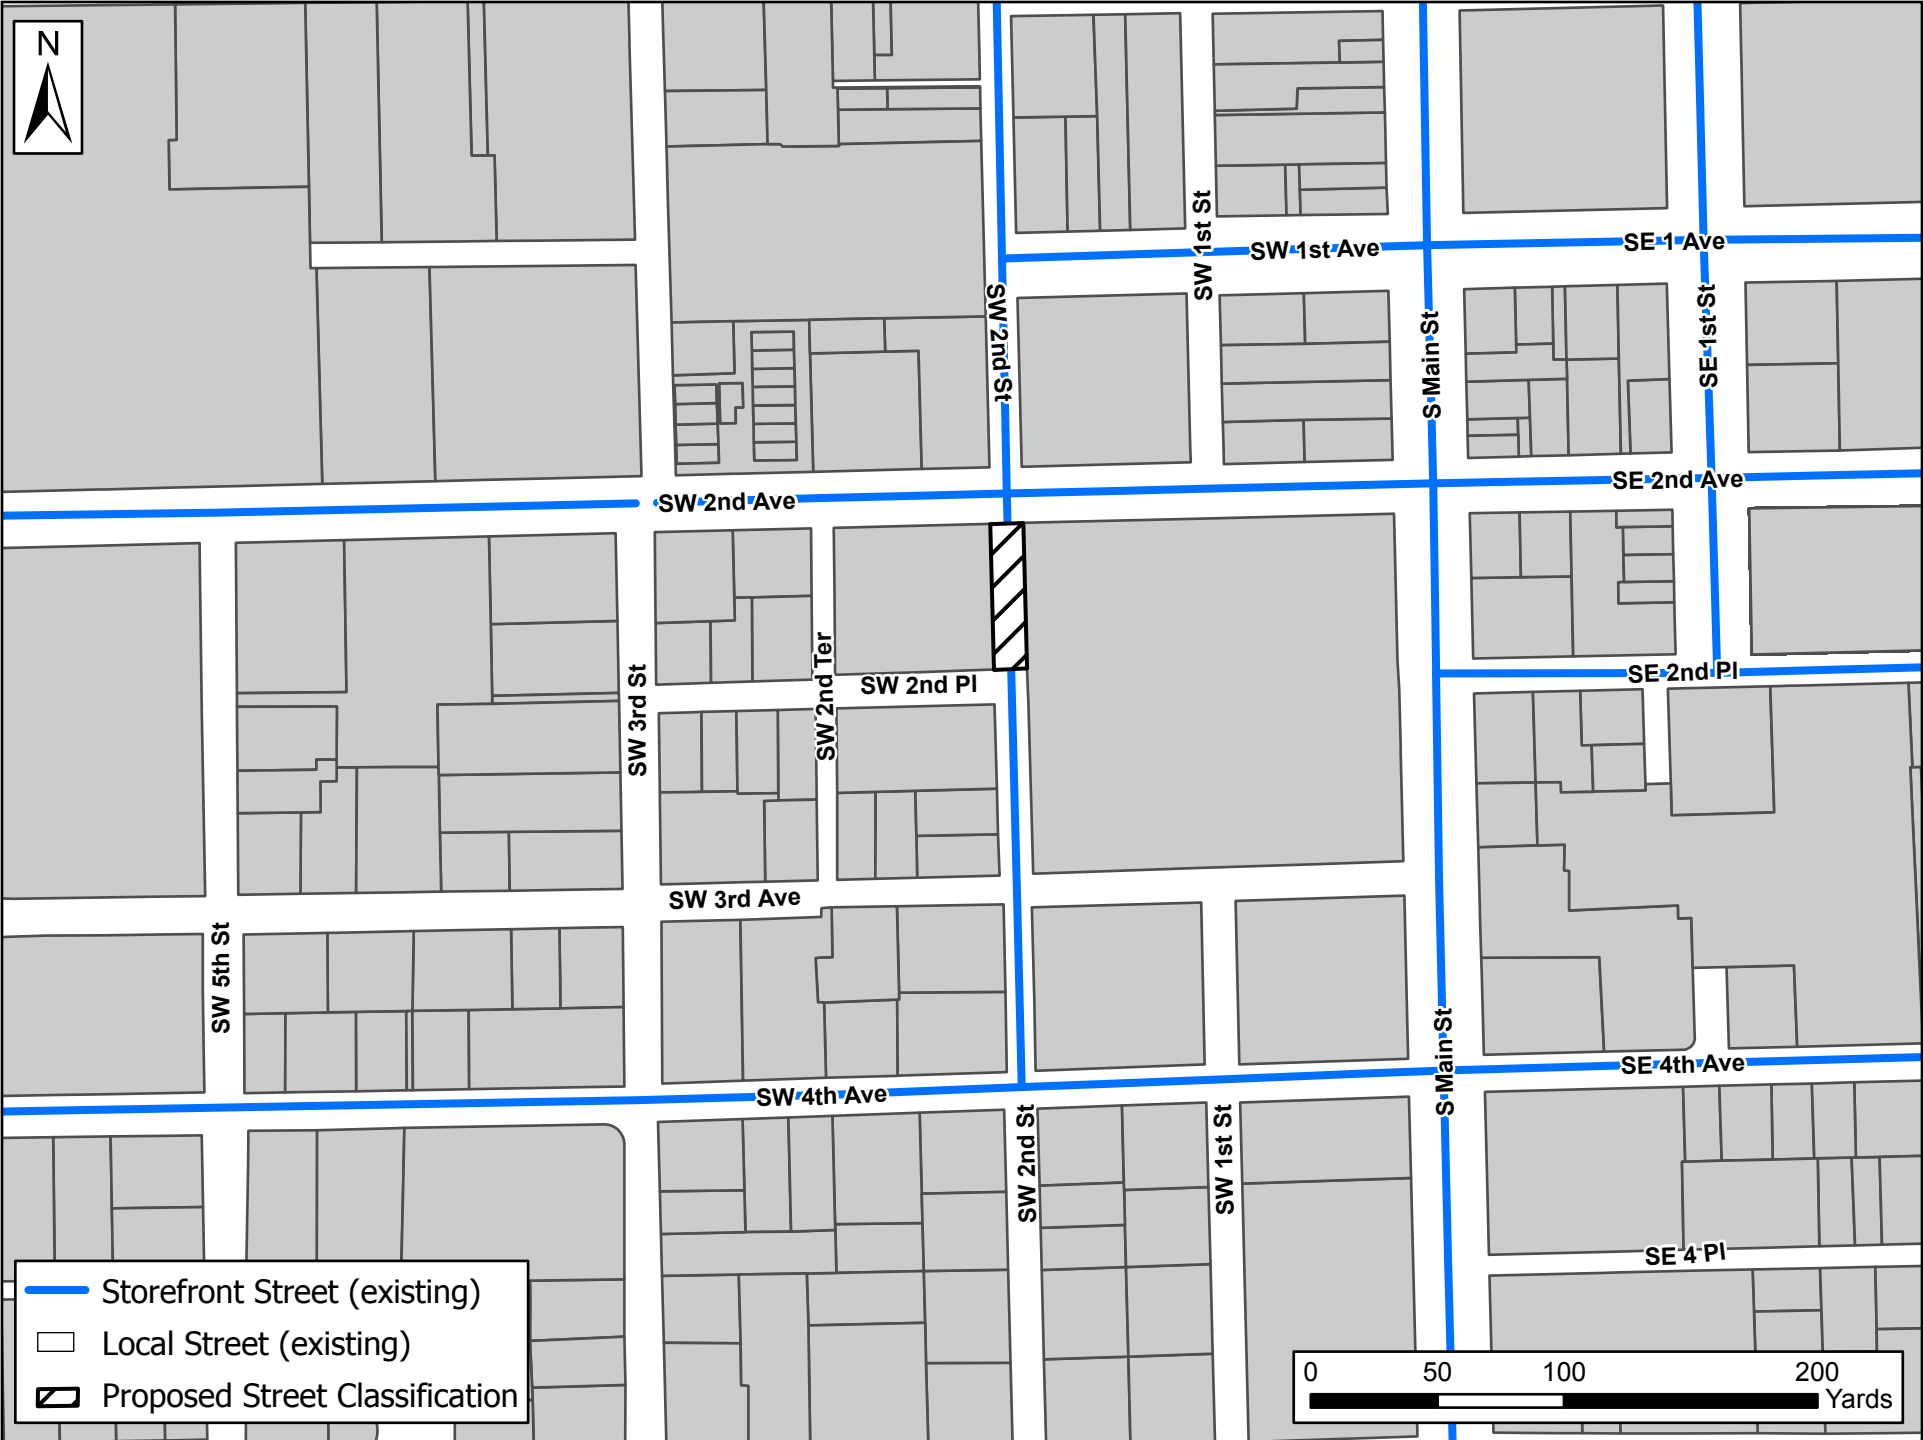 N
SW 1st St
SW 1st Ave
SE 1 Ave
SW 2nd St
S Main St
SE 1st St
SW 2nd Ave
SE 2nd Ave
SW 3rd St
SW 2nd Ter
SW 2nd Pl
SE 2nd Pl
SW 3rd Ave
SW 5th St
S Main St
SW 4th Ave
SE 4th Ave
SW 2nd St
SW 1st St
SE 4 Pl
Storefront Street (existing)
Local Street (existing)
Proposed Street Classification
0 50 100 200
Yards